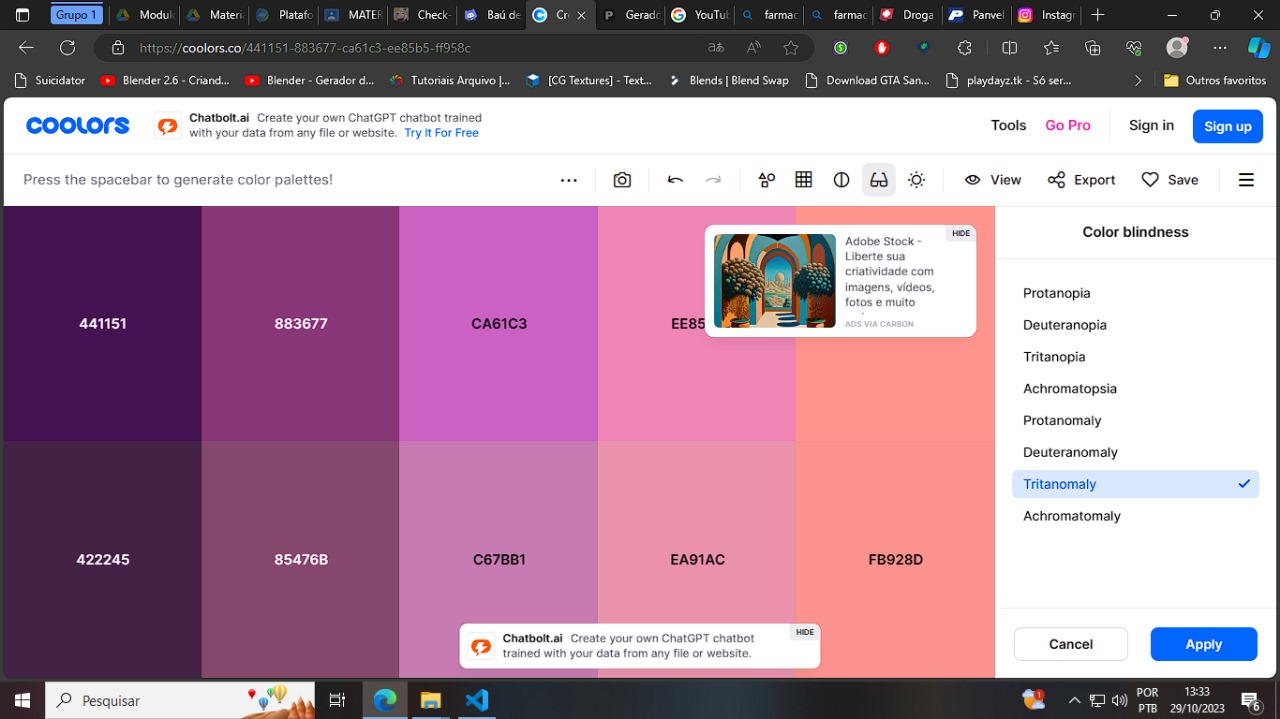 Grupo 1
Modulo
Materia
Platafo
MATER
Check-
Baú de
Cre
Gerado
YouTub
farmac
farmac
Droga
Panvel
Instagr
https://coolors.co/441151-883677-ca61c3-ee85b5-ff958c
Suicidator
Blender 2.6 - Criand...
Blender - Gerador d...
Tutoriais Arquivo |...
[CG Textures] - Text...
Blends | Blend Swap
Download GTA San...
playdayz.tk - Só ser...
Outros favoritos
coolors
Chatbolt.ai Create your own ChatGPT chatbot trained
with your data from any file or website. Try It For Free
Tools
Go Pro
Sign in
Sign up
Press the spacebar to generate color palettes!
View
Export
Save
Color blindness
HIDE
Adobe Stock -
Liberte sua
criatividade com
imagens, vídeos,
fotos e muito
ADS VIA CARBON
441151
883677
CA61C3
EE85
Protanopia
Deuteranopia
Tritanopia
Achromatopsia
Protanomaly
Deuteranomaly
Tritanomaly
Achromatomaly
422245
85476B
C67BB1
EA91AC
FB928D
Chatbolt.ai Create your own ChatGPT chatbot
trained with your data from any file or website.
HIDE
Cancel
Apply
Pesquisar
1
POR
PTB
13:33
29/10/2023
6